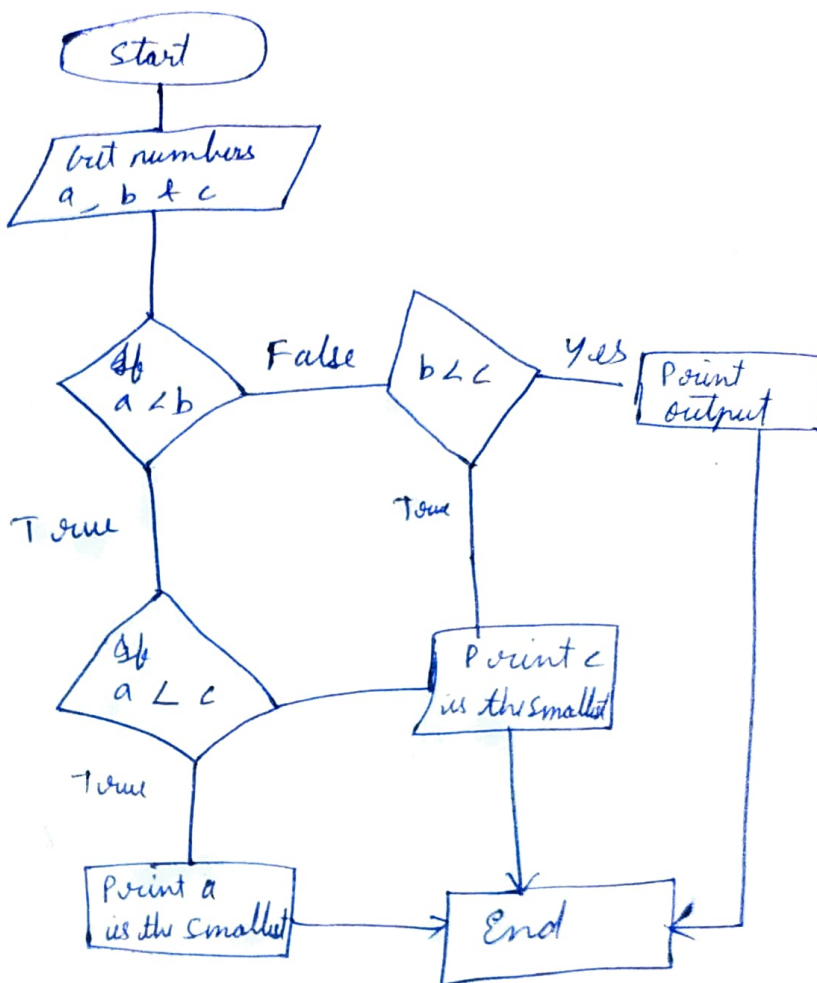 Start
Get numbers
a, b & c
If
a < b
False
b < c
Yes
Print
output
True
True
If
a < c
Print c
is the smallest
True
Print a
is the smallest
End